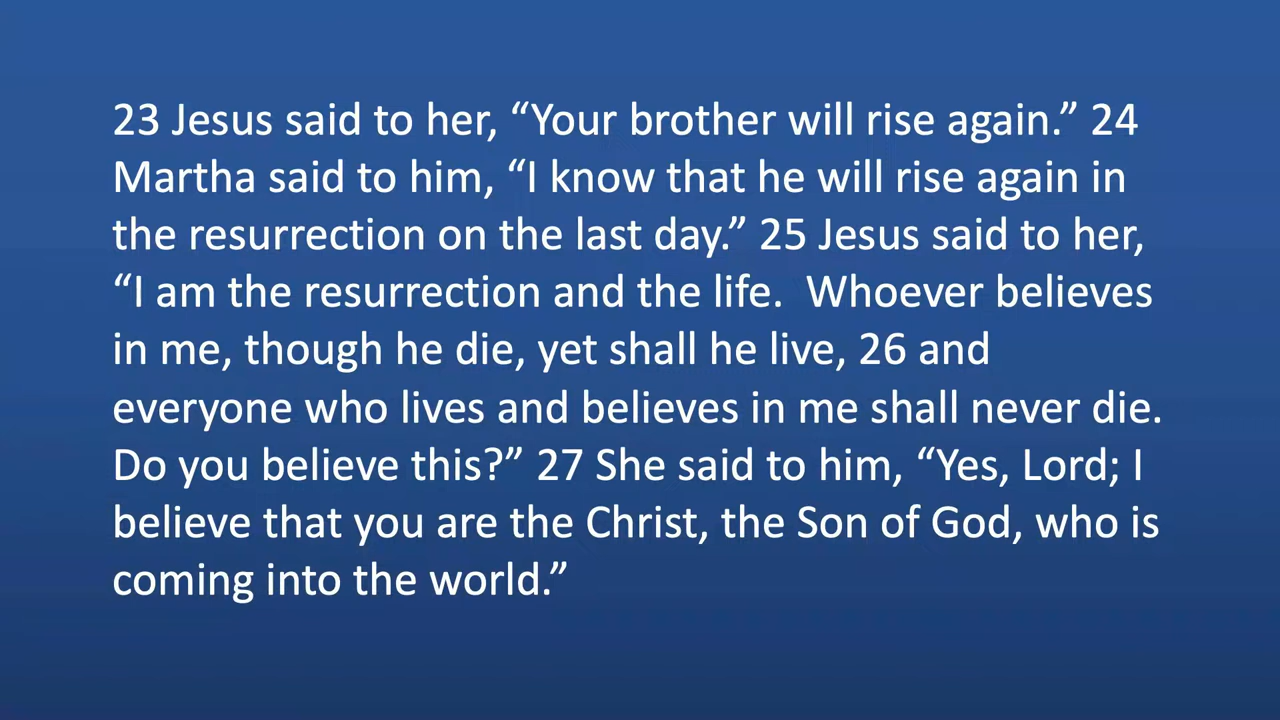 23 Jesus said to her, “Your brother will rise again.” 24
Martha said to him, “I know that he will rise again in
the resurrection on the last day.” 25 Jesus said to her,
“I am the resurrection and the life.  Whoever believes
in me, though he die, yet shall he live, 26 and
everyone who lives and believes in me shall never die.
Do you believe this?” 27 She said to him, “Yes, Lord; I
believe that you are the Christ, the Son of God, who is
coming into the world.”